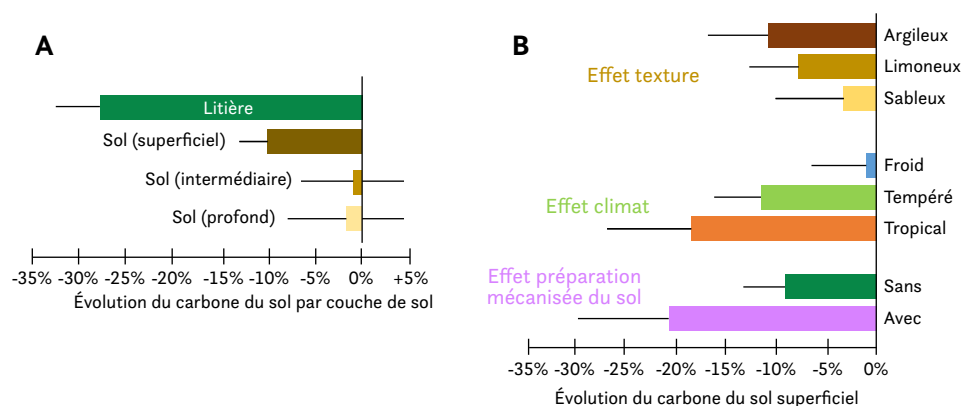 A
Litière
Sol (superficiel)
Sol (intermédiaire)
Sol (profond)
-35% -30% -25% -20% -15% -10% -5% 0% +5%
Évolution du carbone du sol par couche de sol
B
Effet texture
Argileux
Limoneux
Sableux
Effet climat
Froid
Tempéré
Tropical
Effet préparation
mécanisée du sol
Sans
Avec
-35% -30% -25% -20% -15% -10% -5% 0%
Évolution du carbone du sol superficiel